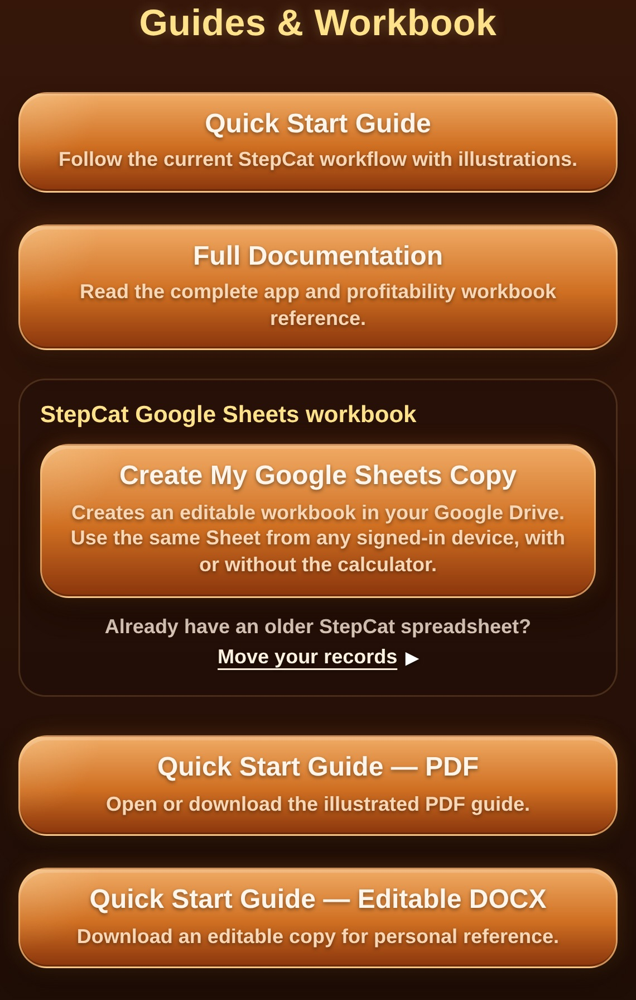 Guides & Workbook
Quick Start Guide
Follow the current StepCat workflow with illustrations.
Full Documentation
Read the complete app and profitability workbook
reference.
StepCat Google Sheets workbook
Create My Google Sheets Copy
Creates an editable workbook in your Google Drive.
Use the same Sheet from any signed-in device, with
or without the calculator.
Already have an older StepCat spreadsheet?
Move your records ▶
Quick Start Guide — PDF
Open or download the illustrated PDF guide.
Quick Start Guide — Editable DOCX
Download an editable copy for personal reference.